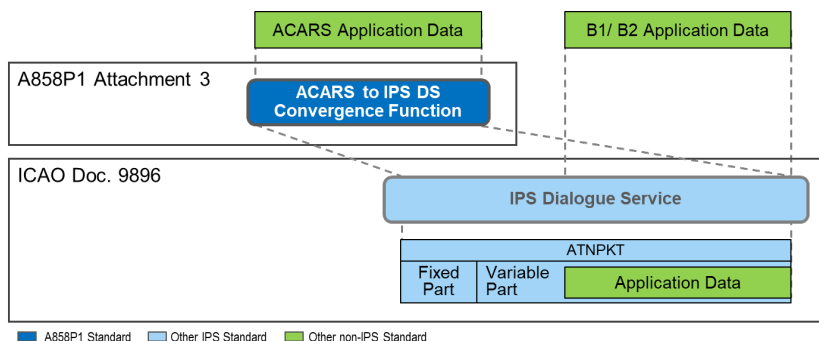 ACARS Application Data
B1/ B2 Application Data
A858P1 Attachment 3
ACARS to IPS DS
Convergence Function
ICAO Doc. 9896
IPS Dialogue Service
ATNPKT
Fixed
Part
Variable
Part
Application Data
A858P1 Standard
Other IPS Standard
Other non-IPS Standard